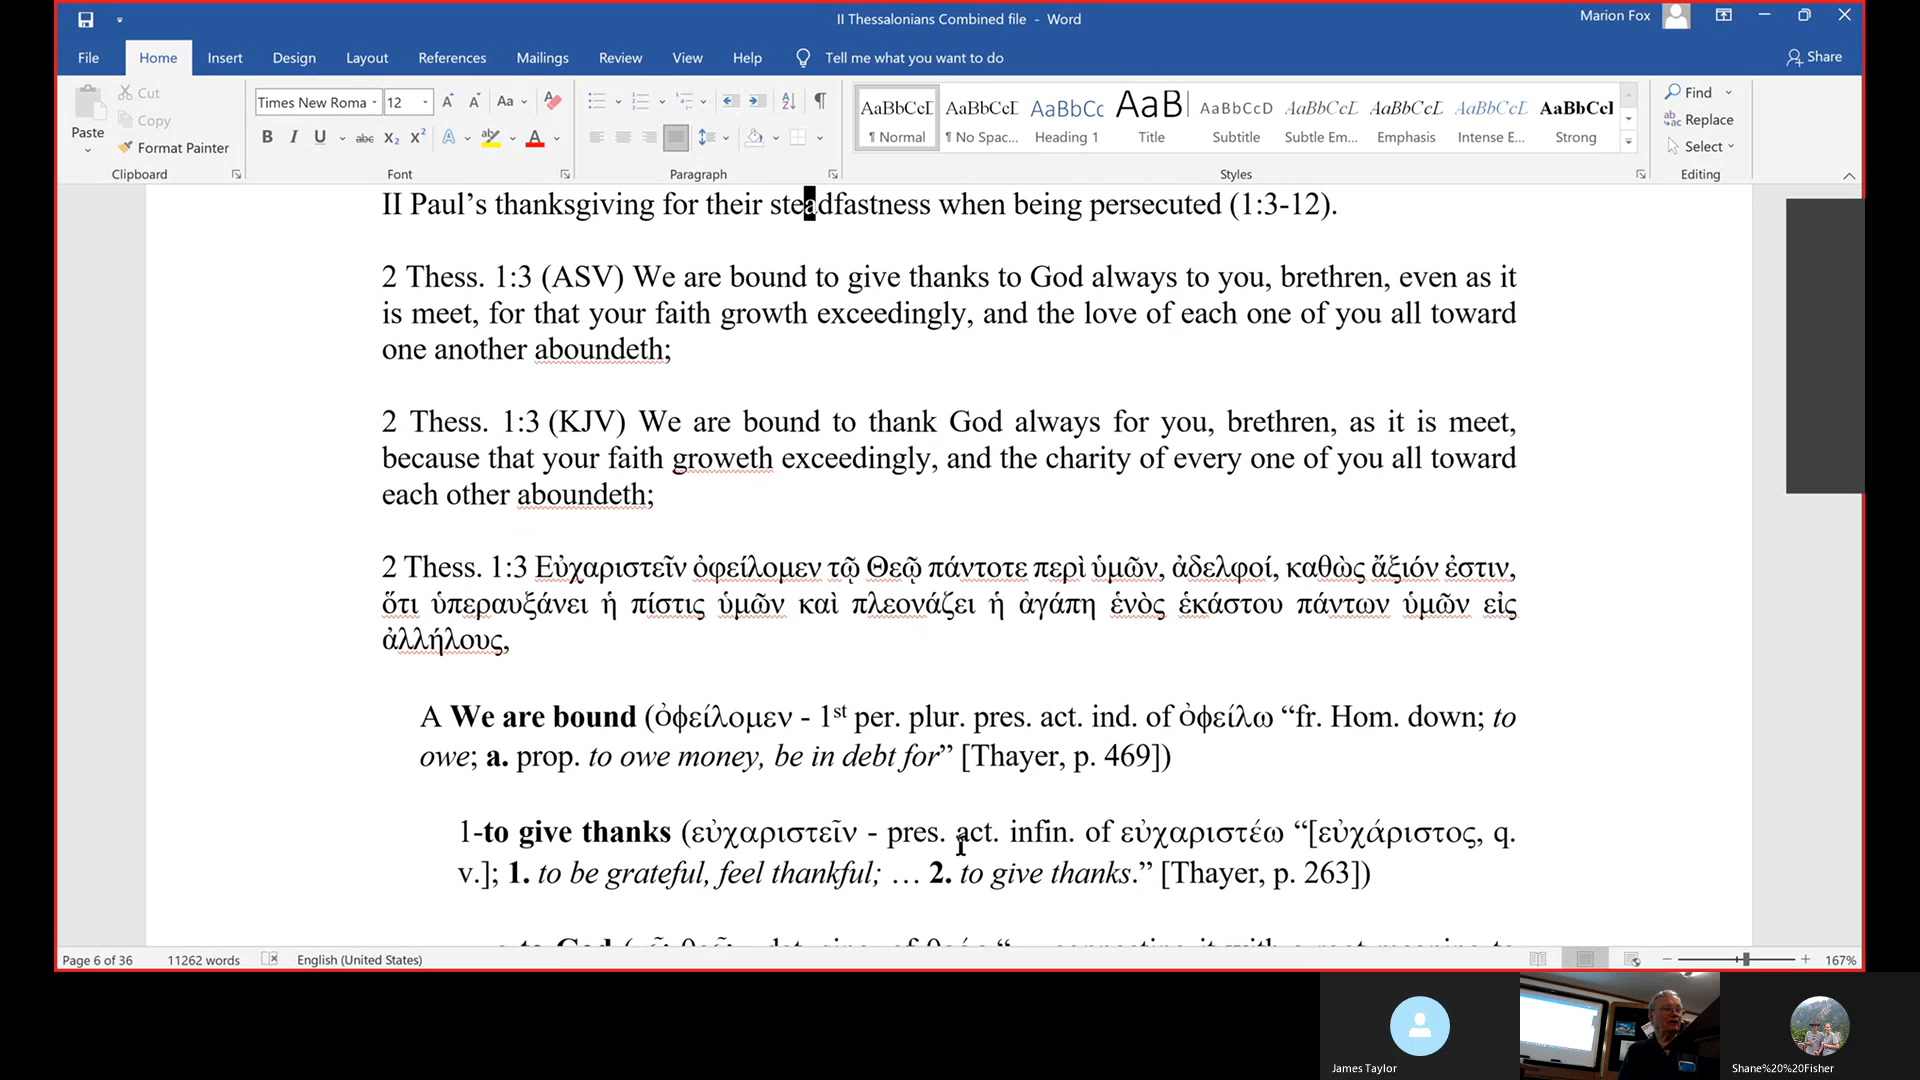 II Thessalonians Combined file - Word
Marion Fox
File Home Insert Design Layout References Mailings Review View Help Tell me what you want to do Share
Cut
Copy
Paste
Format Painter
Clipboard
Times New Roma 12 Aa
B I U abc X₂ X² A A
Font
Paragraph
AaBbCcI AaBbCcI AaBbCc AaB AaBbCcD AaBbCcL AaBbCcL AaBbCcL AaBbCcl
¶ Normal ¶ No Spac... Heading 1 Title Subtitle Subtle Em... Emphasis Intense E... Strong
Styles
Find
Replace
Select
Editing
II Paul’s thanksgiving for their steadfastness when being persecuted (1:3-12).
2 Thess. 1:3 (ASV) We are bound to give thanks to God always to you, brethren, even as it
is meet, for that your faith growth exceedingly, and the love of each one of you all toward
one another aboundeth;
2 Thess. 1:3 (KJV) We are bound to thank God always for you, brethren, as it is meet,
because that your faith groweth exceedingly, and the charity of every one of you all toward
each other aboundeth;
2 Thess. 1:3 Εὐχαριστεῖν ὀφείλομεν τῷ Θεῷ πάντοτε περὶ ὑμῶν, ἀδελφοί, καθὼς ἄξιόν ἐστιν,
ὅτι ὑπεραυξάνει ἡ πίστις ὑμῶν καὶ πλεονάζει ἡ ἀγάπη ἑνὸς ἑκάστου πάντων ὑμῶν εἰς
ἀλλήλους,
A We are bound (ὀφείλομεν - 1st per. plur. pres. act. ind. of ὀφείλω “fr. Hom. down; to
owe; a. prop. to owe money, be in debt for” [Thayer, p. 469])
1-to give thanks (εὐχαριστεῖν - pres. act. infin. of εὐχαριστέω “[εὐχάριστος, q.
v.]; 1. to be grateful, feel thankful; … 2. to give thanks.” [Thayer, p. 263])
Page 6 of 36 11262 words English (United States) 167%
James Taylor
Shane%20%20Fisher